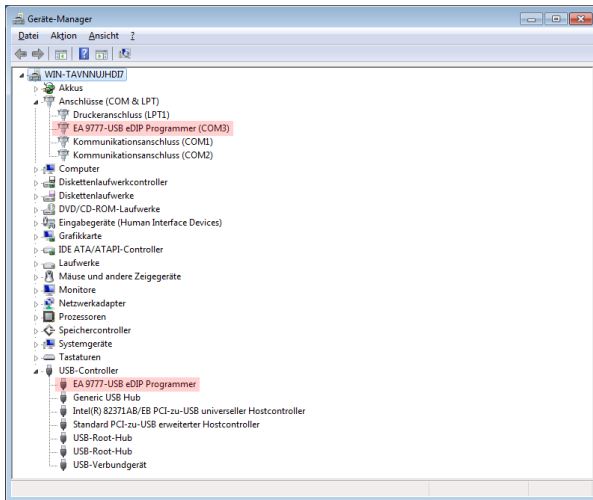 Geräte-Manager
Datei Aktion Ansicht ?
WIN-TAVNNUJHDI7
Akkus
Anschlüsse (COM & LPT)
Druckeranschluss (LPT1)
EA 9777-USB eDIP Programmer (COM3)
Kommunikationsanschluss (COM1)
Kommunikationsanschluss (COM2)
Computer
Diskettenlaufwerkcontroller
Diskettenlaufwerke
DVD/CD-ROM-Laufwerke
Eingabegeräte (Human Interface Devices)
Grafikkarte
IDE ATA/ATAPI-Controller
Laufwerke
Mäuse und andere Zeigegeräte
Monitore
Netzwerkadapter
Prozessoren
Speichercontroller
Systemgeräte
Tastaturen
USB-Controller
EA 9777-USB eDIP Programmer
Generic USB Hub
Intel(R) 82371AB/EB PCI-zu-USB universeller Hostcontroller
Standard PCI-zu-USB erweiterter Hostcontroller
USB-Root-Hub
USB-Root-Hub
USB-Verbundgerät